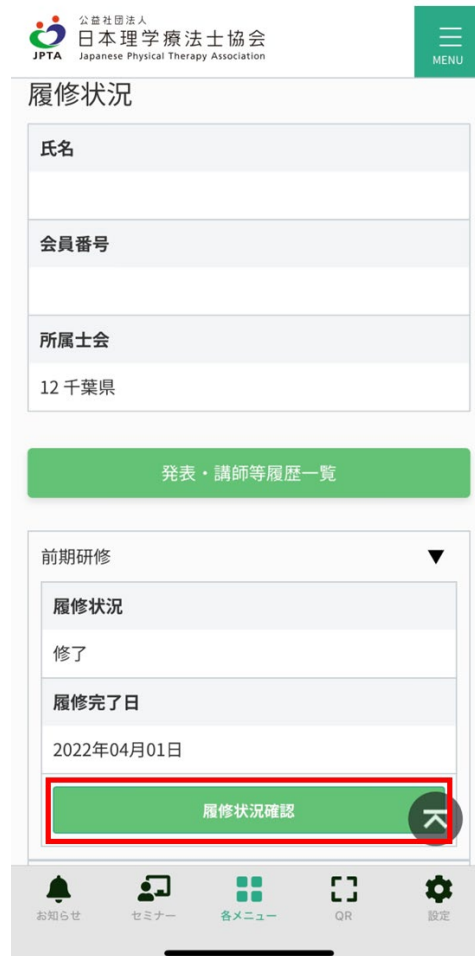 公益社団法人
日本理学療法士協会
JPTA Japanese Physical Therapy Association
MENU
履修状況
氏名
会員番号
所属士会
12 千葉県
発表・講師等履歴一覧
前期研修 ▼
履修状況
修了
履修完了日
2022年04月01日
履修状況確認
お知らせ セミナー 各メニュー QR 設定